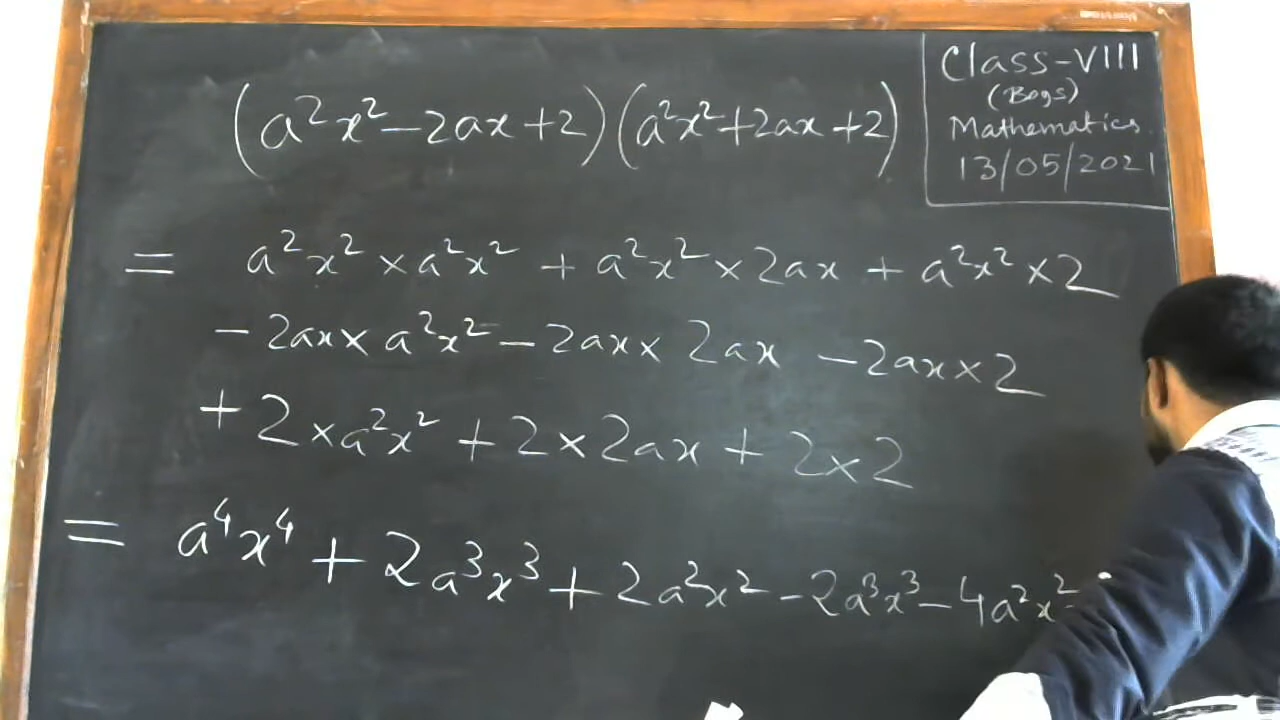 Class-VIII
(Boys)
Mathematics
13/05/2021
(a²x²-2ax+2)(a²x²+2ax+2)
= a²x²×a²x² + a²x²×2ax + a²x²×2
-2ax×a²x²-2ax×2ax-2ax×2
+2×a²x²+2×2ax+2×2
= a⁴x⁴+2a³x³+2a²x²-2a³x³-4a²x²-